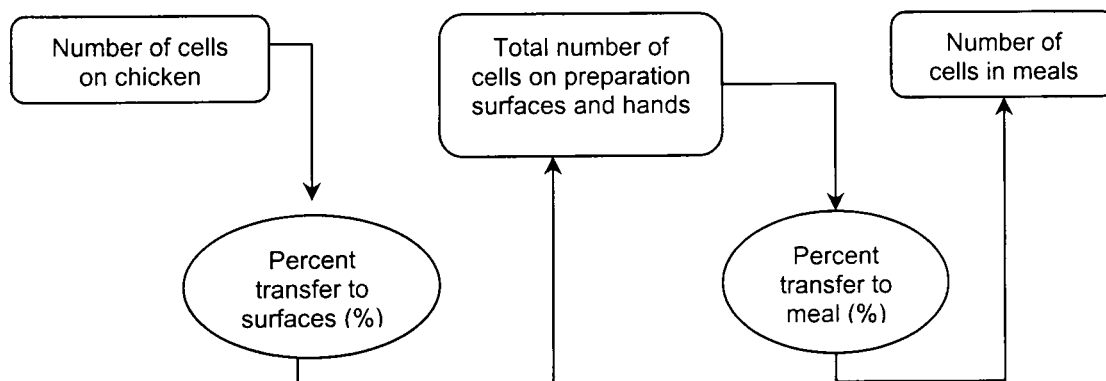 Number of cells
on chicken
Total number of
cells on preparation
surfaces and hands
Number of
cells in meals
Percent
transfer to
surfaces (%)
Percent
transfer to
meal (%)